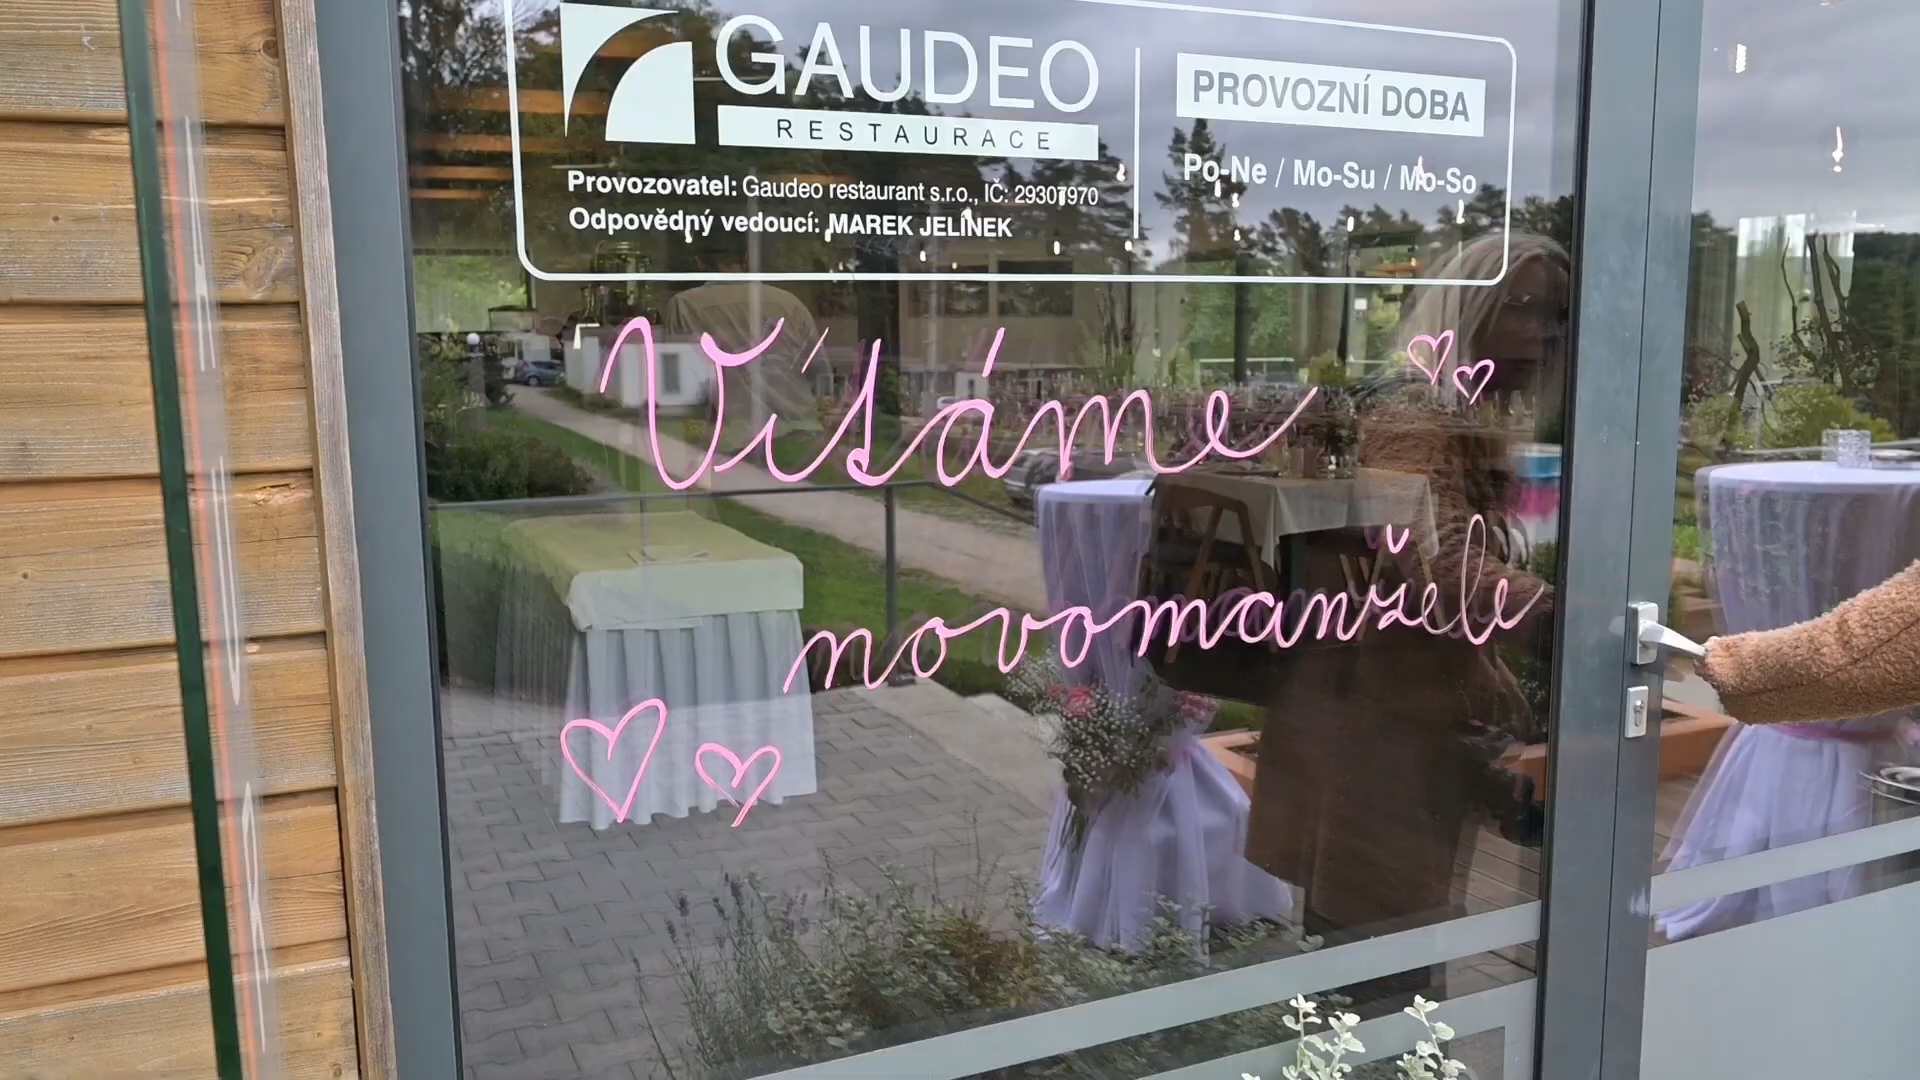 GAUDEO
RESTAURACE
Provozovatel: Gaudeo restaurant s.r.o., IČ: 29307970
Odpovědný vedoucí: MAREK JELÍNEK
PROVOZNÍ DOBA
Po-Ne / Mo-Su / Mo-So
Vítáme
novomanžele